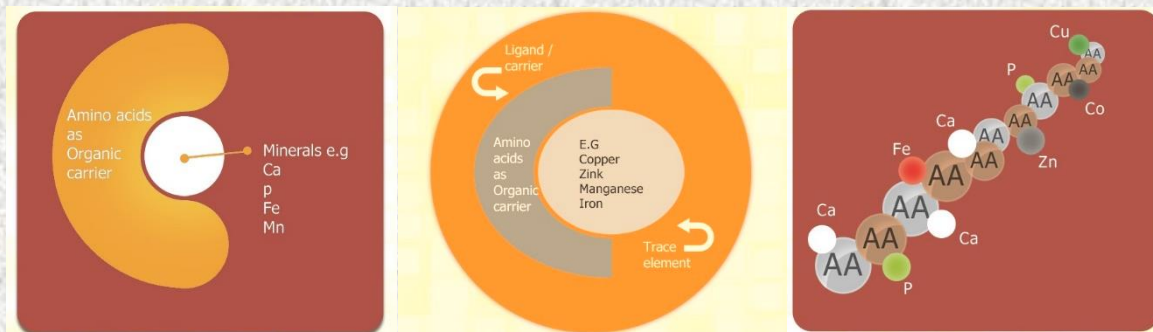 Amino acids
as
Organic
carrier
Minerals e.g
Ca
p
Fe
Mn
Ligand /
carrier
Amino
acids
as
Organic
carrier
E.G
Copper
Zink
Manganese
Iron
Trace
element
Cu
AA
AA
P
AA
Co
AA
Ca
AA
Zn
AA
AA
Fe
AA
AA
Ca
Ca
AA
AA
P